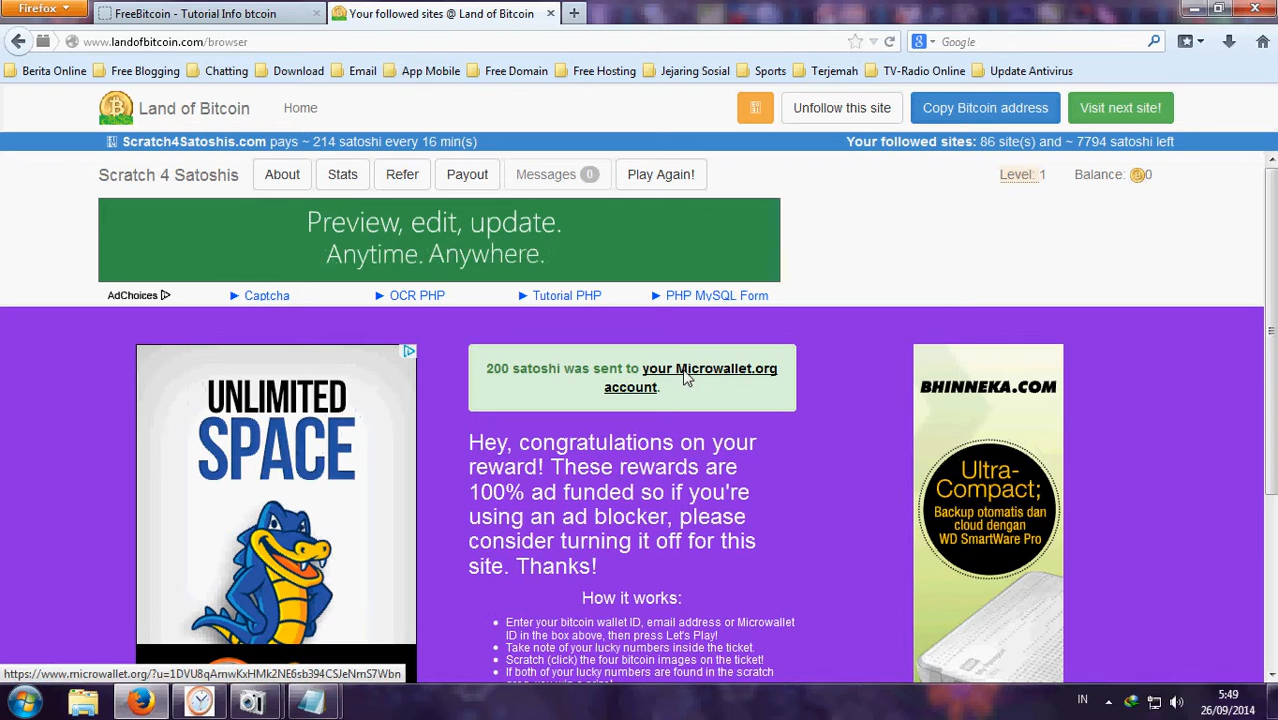 Firefox
FreeBitcoin - Tutorial Info btcoin
Your followed sites @ Land of Bitcoin
www.landofbitcoin.com/browser
Google
Berita Online
Free Blogging
Chatting
Download
Email
App Mobile
Free Domain
Free Hosting
Jejaring Sosial
Sports
Terjemah
TV-Radio Online
Update Antivirus
Land of Bitcoin
Home
Unfollow this site
Copy Bitcoin address
Visit next site!
Scratch4Satoshis.com pays ~ 214 satoshi every 16 min(s)
Your followed sites: 86 site(s) and ~ 7794 satoshi left
Scratch 4 Satoshis
About
Stats
Refer
Payout
Messages 0
Play Again!
Level: 1
Balance: 0
Preview, edit, update.
Anytime. Anywhere.
AdChoices
Captcha
OCR PHP
Tutorial PHP
PHP MySQL Form
UNLIMITED
SPACE
200 satoshi was sent to your Microwallet.org
account.
Hey, congratulations on your
reward! These rewards are
100% ad funded so if you're
using an ad blocker, please
consider turning it off for this
site. Thanks!
How it works:
• Enter your bitcoin wallet ID, email address or Microwallet
ID in the box above, then press Let's Play!
• Take note of your lucky numbers inside the ticket.
• Scratch (click) the four bitcoin images on the ticket!
• If both of your lucky numbers are found in the scratch
BHINNEKA.COM
Ultra-
Compact;
Backup otomatis dan
cloud dengan
WD SmartWare Pro
https://www.microwallet.org/?u=1DVU8qArnwKxHMk2NE6sb394CSJeNrnS7Wbn
IN
5:49
26/09/2014